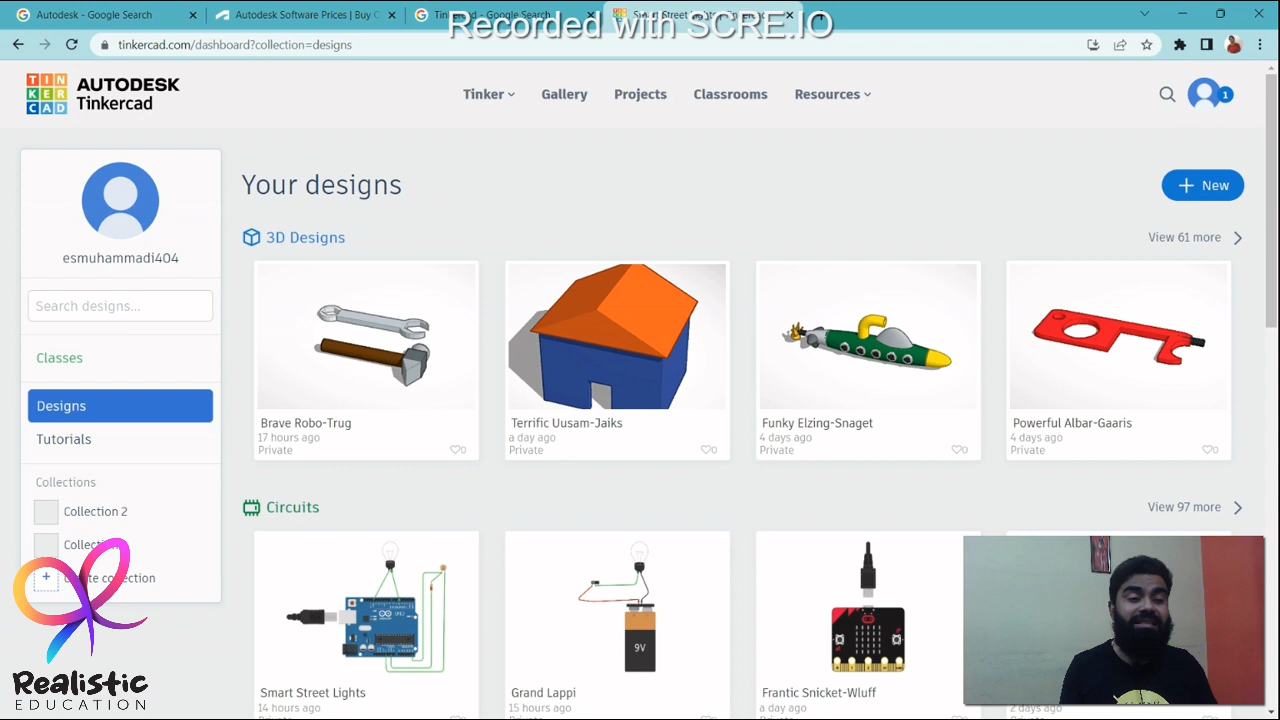 Autodesk - Google Search
Autodesk Software Prices | Buy C
Tinkercad - Google Search
Recorded with SCRE.IO
tinkercad.com/dashboard?collection=designs
TIN
KER
CAD
AUTODESK
Tinkercad
Tinker
Gallery
Projects
Classrooms
Resources
1
esmuhammadi404
Search designs...
Classes
Designs
Tutorials
Collections
Collection 2
collection
Your designs
+ New
3D Designs
View 61 more
Brave Robo-Trug
17 hours ago
Private
0
Terrific Uusam-Jaiks
a day ago
Private
0
Funky Elzing-Snaget
4 days ago
Private
0
Powerful Albar-Gaaris
4 days ago
Private
0
Circuits
View 97 more
9V
Smart Street Lights
14 hours ago
Grand Lappi
15 hours ago
Frantic Snicket-Wluff
a day ago
2 days ago
Realistic
EDUCATION